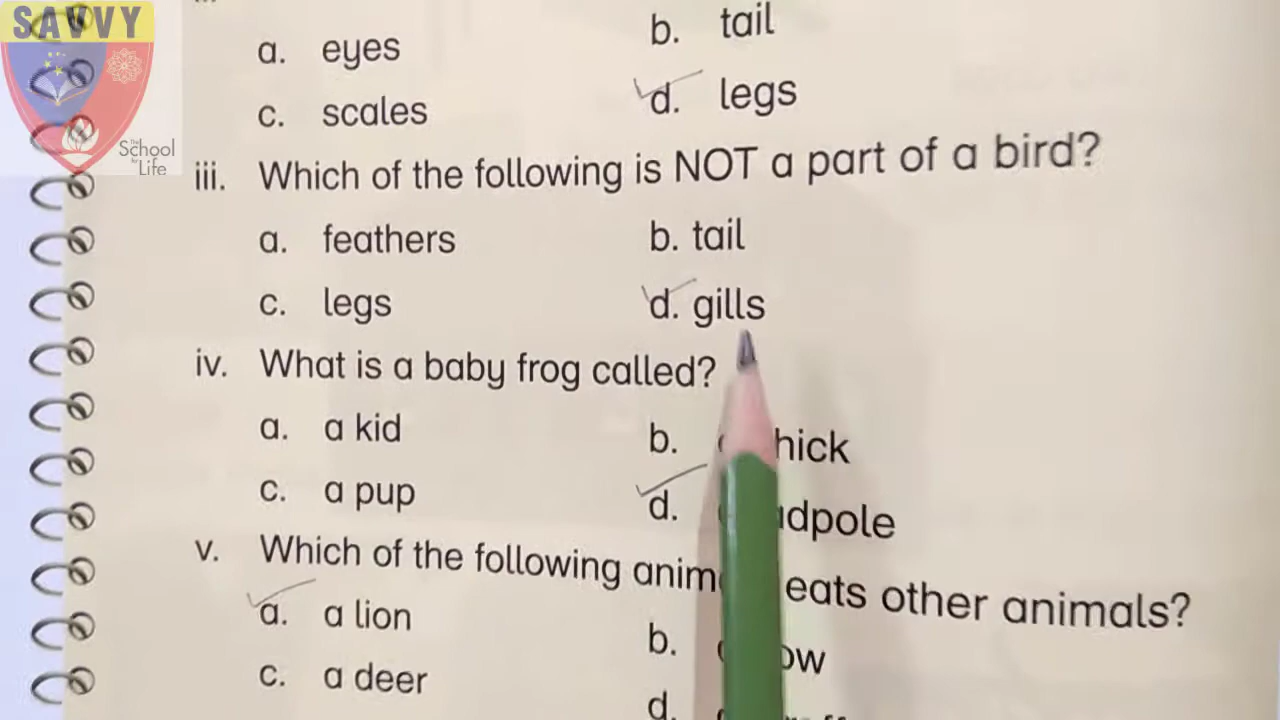 SAVVY
The School for Life
a. eyes
b. tail
c. scales
d. legs
iii. Which of the following is NOT a part of a bird?
a. feathers
b. tail
c. legs
d. gills
iv. What is a baby frog called?
a. a kid
b. hick
c. a pup
d. dpole
v. Which of the following anim eats other animals?
a. a lion
b. ow
c. a deer
d.